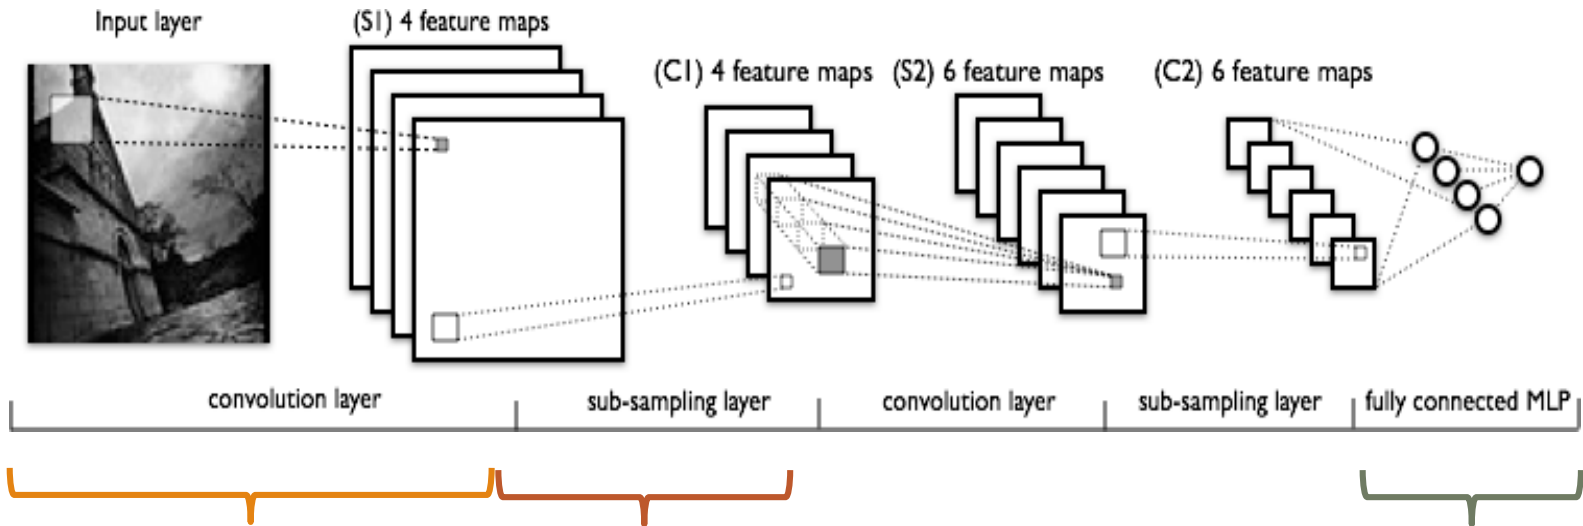 Input layer
(S1) 4 feature maps
(C1) 4 feature maps
(S2) 6 feature maps
(C2) 6 feature maps
convolution layer
sub-sampling layer
convolution layer
sub-sampling layer
fully connected MLP